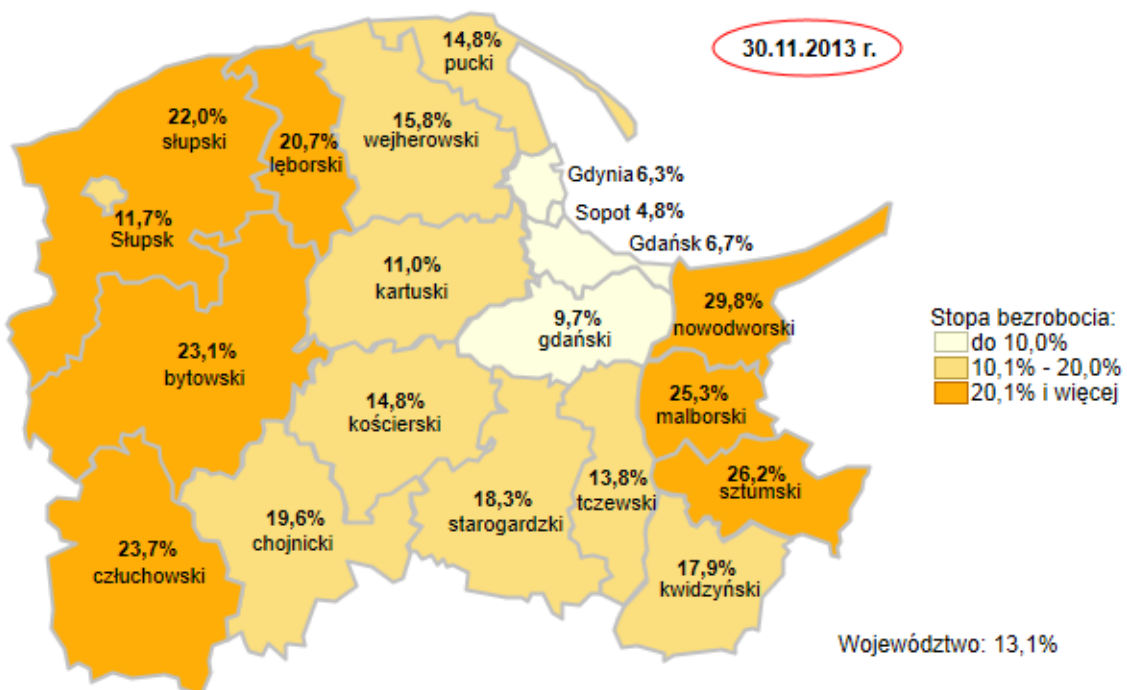 30.11.2013 r.
14,8%
pucki
22,0%
słupski
20,7%
lęborski
15,8%
wejherowski
Gdynia 6,3%
Sopot 4,8%
Gdańsk 6,7%
11,7%
Słupsk
11,0%
kartuski
9,7%
gdański
29,8%
nowodworski
23,1%
bytowski
14,8%
kościerski
25,3%
malborski
26,2%
sztumski
13,8%
tczewski
18,3%
starogardzki
19,6%
chojnicki
23,7%
człuchowski
17,9%
kwidzyński
Stopa bezrobocia:
do 10,0%
10,1% - 20,0%
20,1% i więcej
Województwo: 13,1%